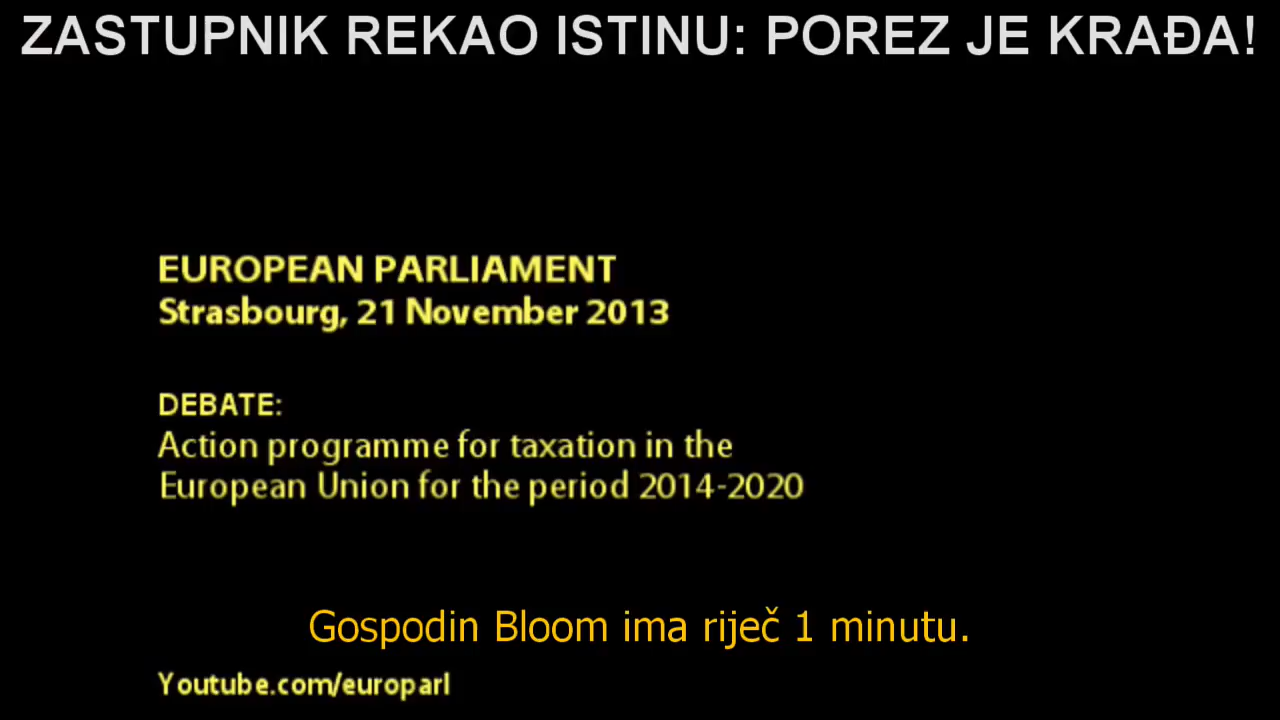 ZASTUPNIK REKAO ISTINU: POREZ JE KRAĐA!
EUROPEAN PARLIAMENT
Strasbourg, 21 November 2013
DEBATE:
Action programme for taxation in the
European Union for the period 2014-2020
Gospodin Bloom ima riječ 1 minutu.
Youtube.com/europarl